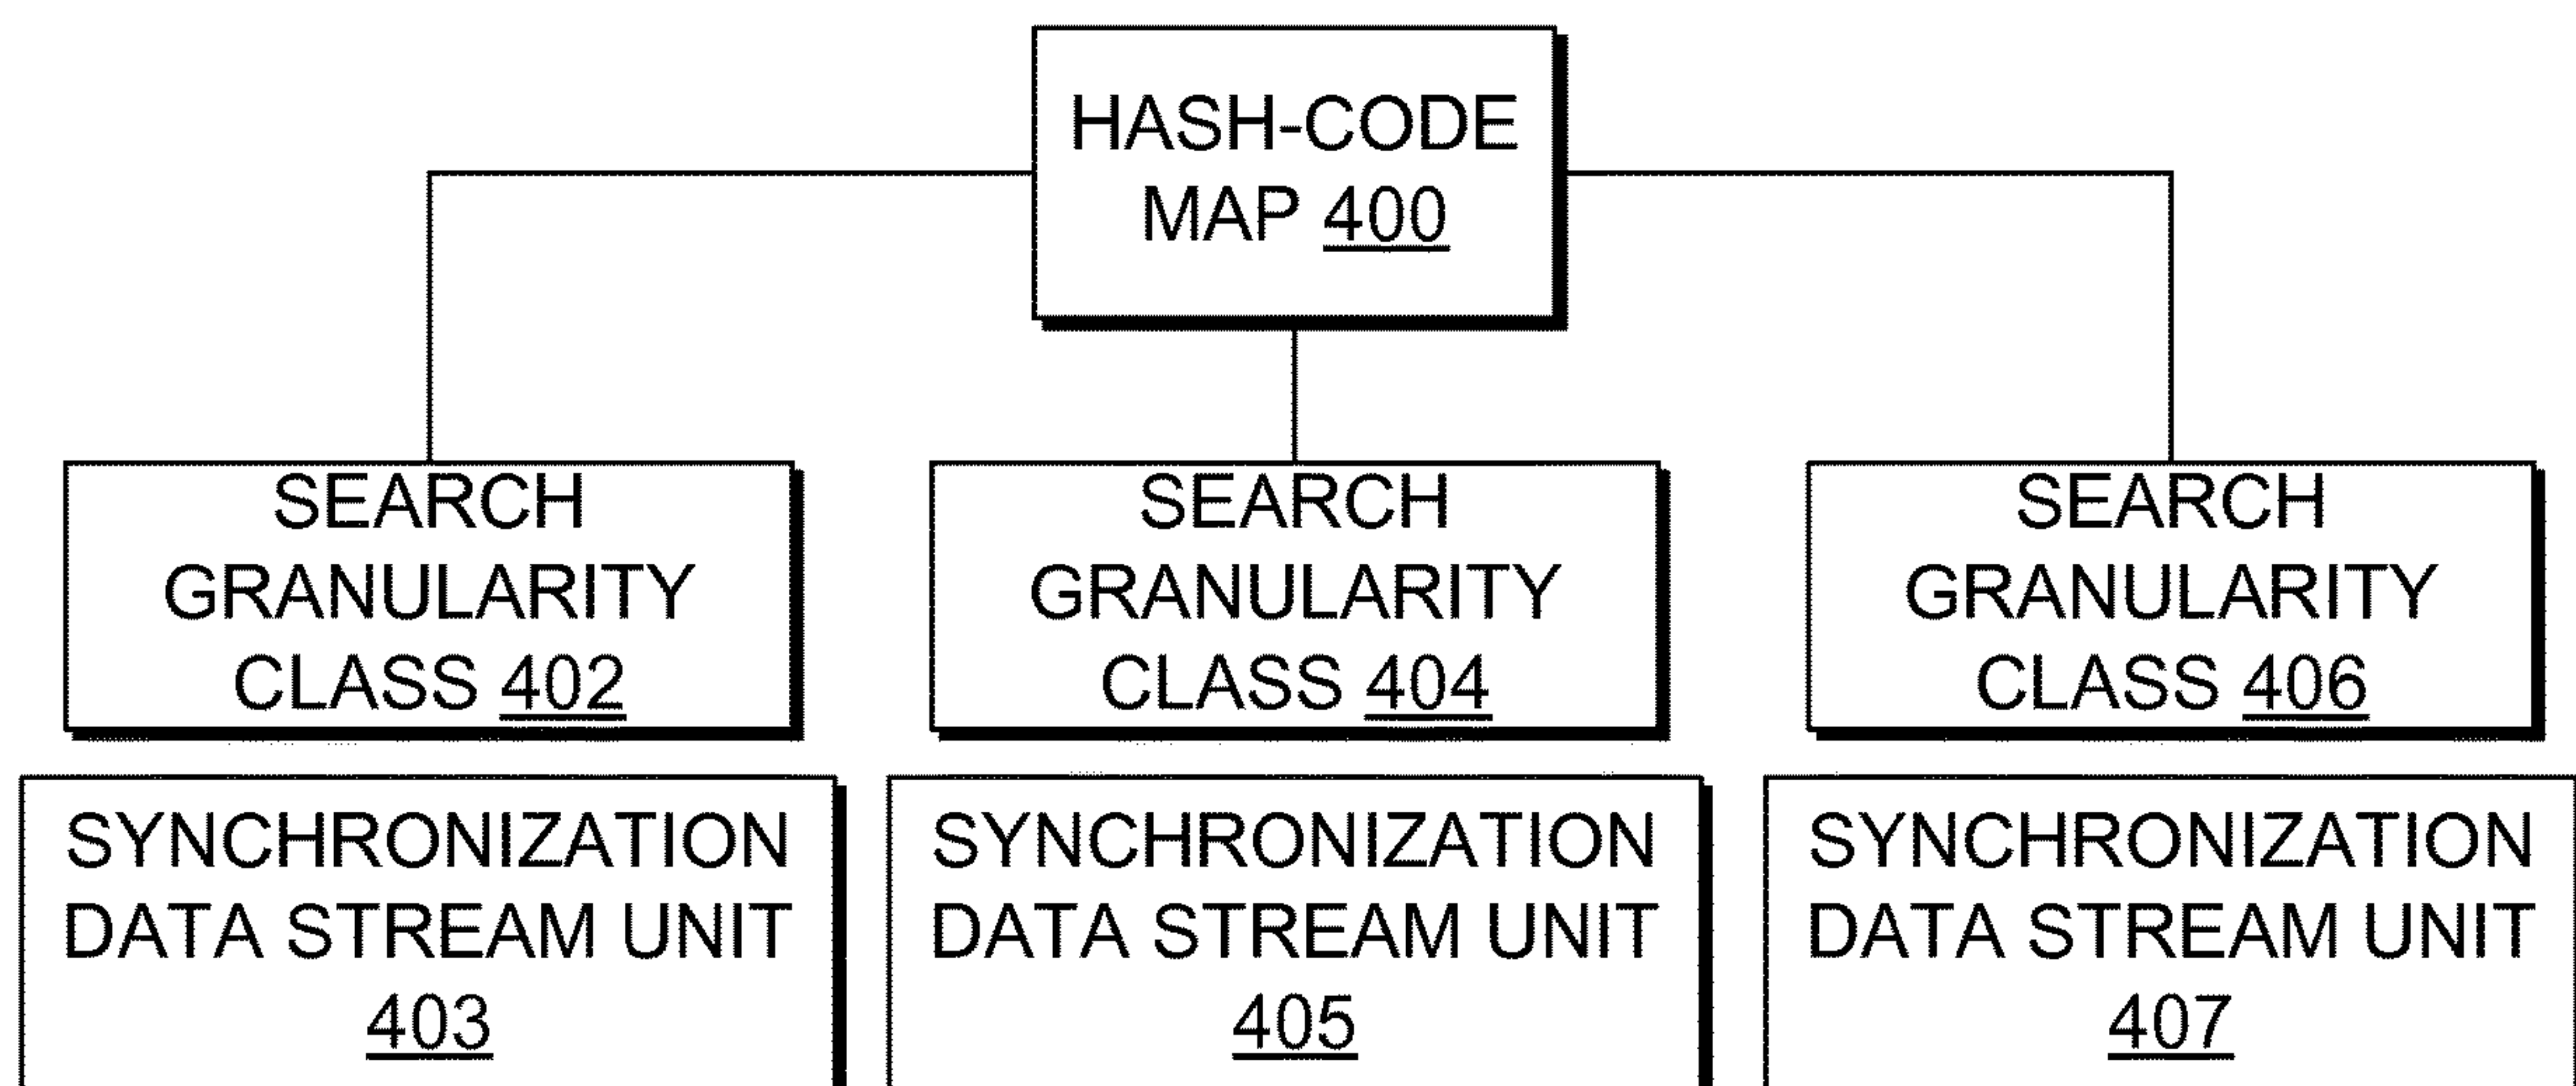 HASH-CODE
MAP 400
SEARCH
GRANULARITY
CLASS 402
SEARCH
GRANULARITY
CLASS 404
SEARCH
GRANULARITY
CLASS 406
SYNCHRONIZATION
DATA STREAM UNIT
403
SYNCHRONIZATION
DATA STREAM UNIT
405
SYNCHRONIZATION
DATA STREAM UNIT
407